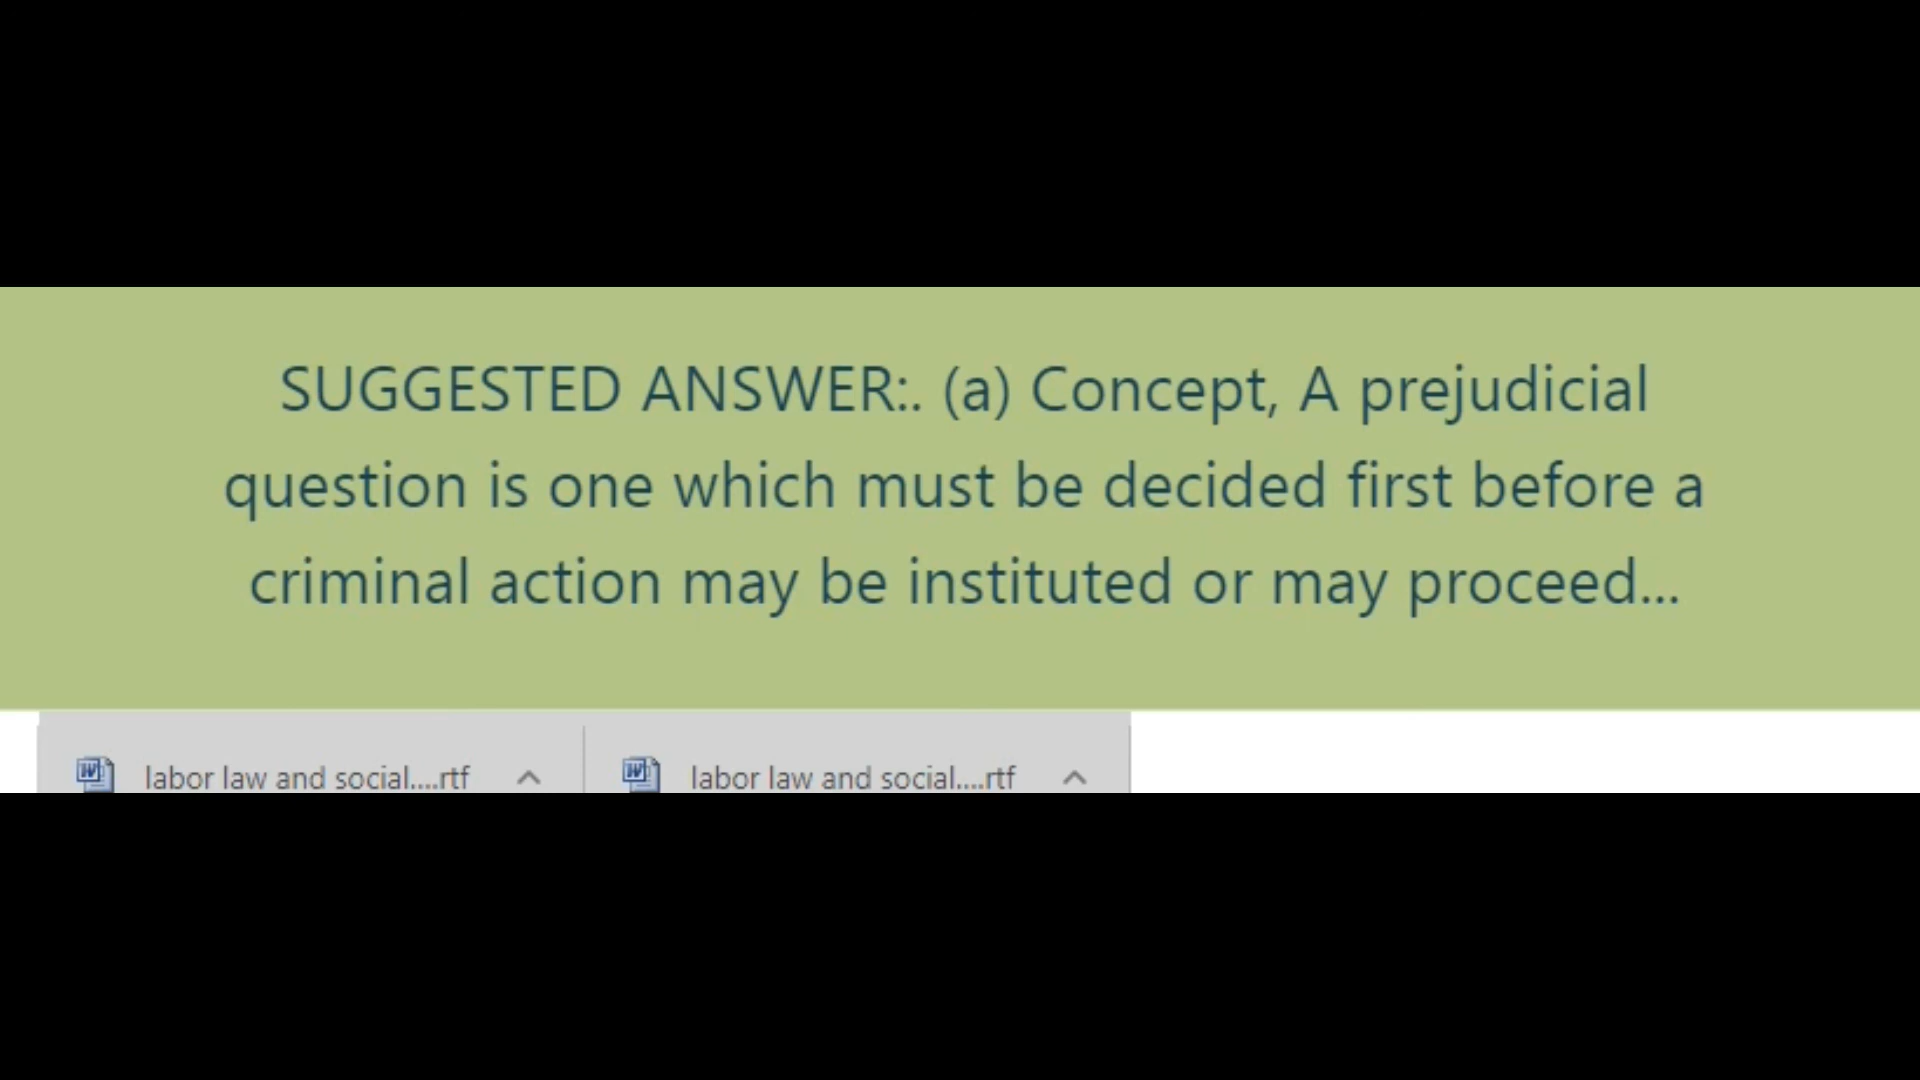 SUGGESTED ANSWER:. (a) Concept, A prejudicial
question is one which must be decided first before a
criminal action may be instituted or may proceed...
labor law and social....rtf
labor law and social....rtf